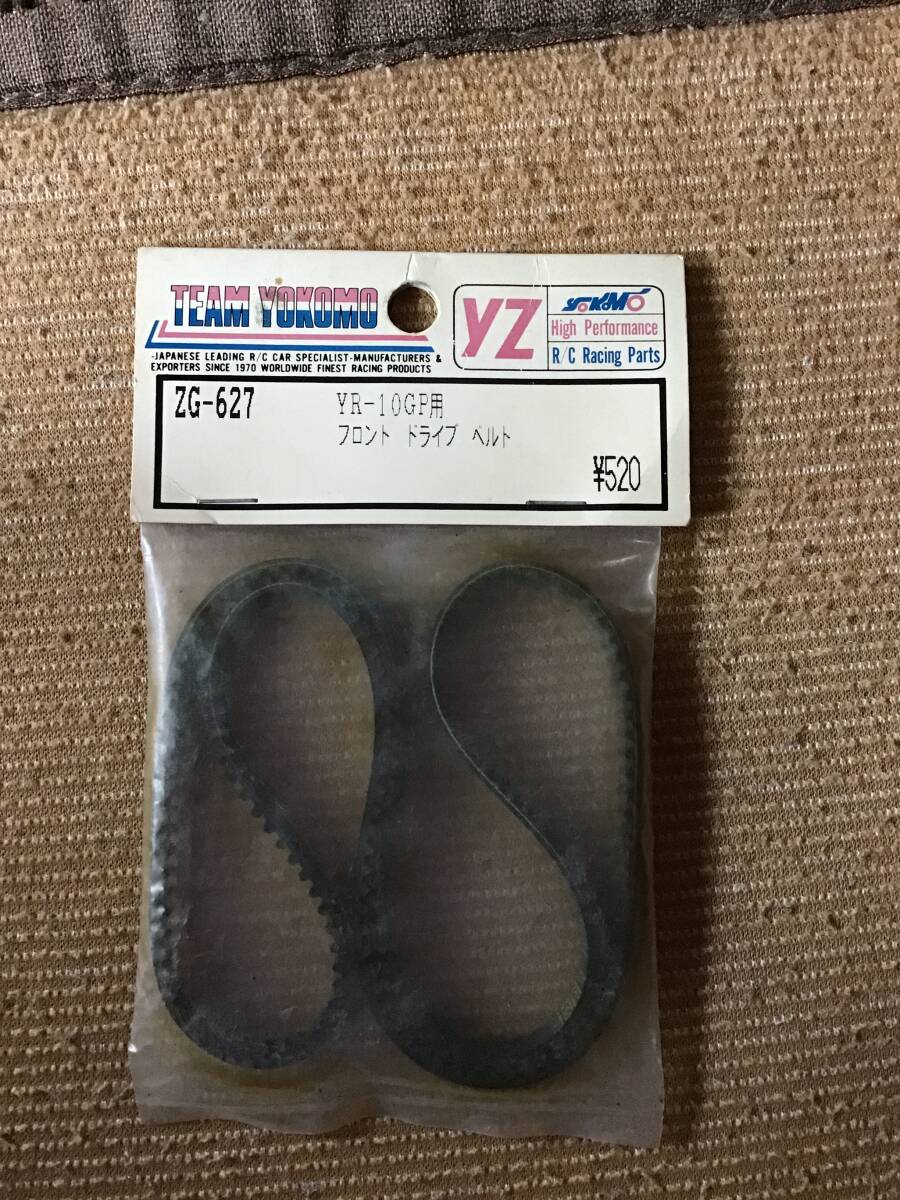 TEAM YOKOMO
-JAPANESE LEADING R/C CAR SPECIALIST-MANUFACTURERS &
EXPORTERS SINCE 1970 WORLDWIDE FINEST RACING PRODUCTS
YZ
YOKOMO
High Performance
R/C Racing Parts
ZG-627
YR-10GP用
フロント ドライブ ベルト
¥520